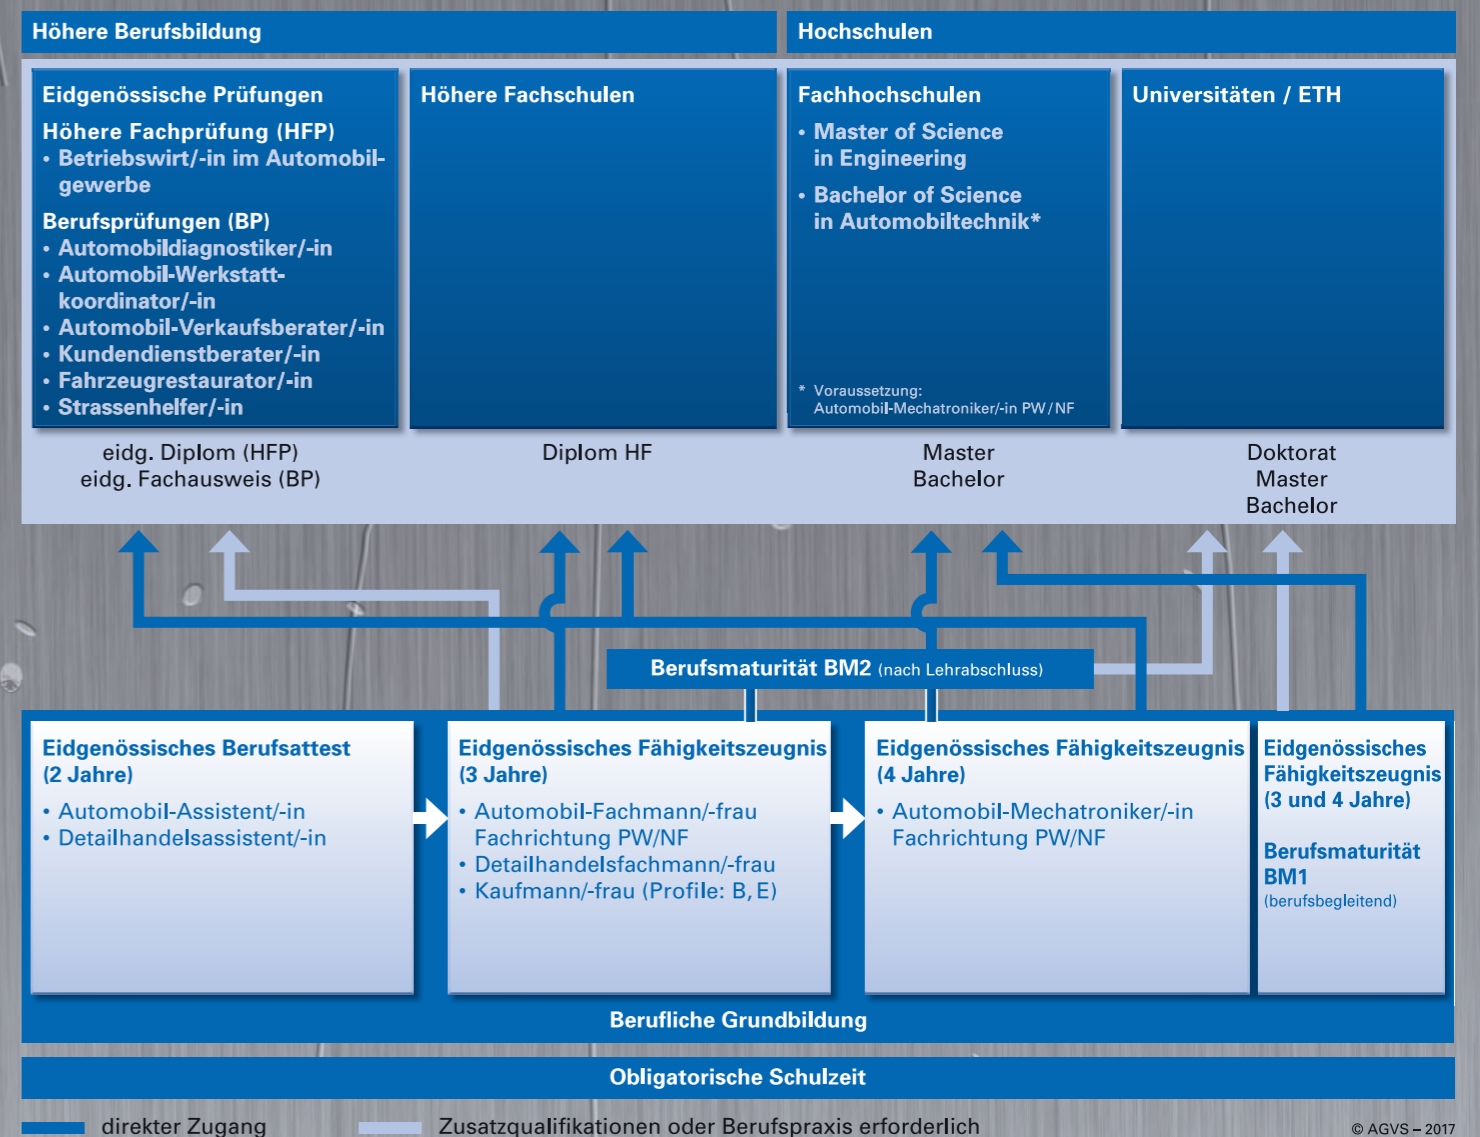 Höhere Berufsbildung
Hochschulen
Eidgenössische Prüfungen
Höhere Fachprüfung (HFP)
• Betriebswirt/-in im Automobil-
gewerbe
Berufsprüfungen (BP)
• Automobildiagnostiker/-in
• Automobil-Werkstatt-
koordinator/-in
• Automobil-Verkaufsberater/-in
• Kundendienstberater/-in
• Fahrzeugrestaurator/-in
• Strassenhelfer/-in
eidg. Diplom (HFP)
eidg. Fachausweis (BP)
Höhere Fachschulen
Diplom HF
Fachhochschulen
• Master of Science
in Engineering
• Bachelor of Science
in Automobiltechnik*
* Voraussetzung:
Automobil-Mechatroniker/-in PW/NF
Master
Bachelor
Universitäten / ETH
Doktorat
Master
Bachelor
Berufsmaturität BM2 (nach Lehrabschluss)
Eidgenössisches Berufsattest
(2 Jahre)
• Automobil-Assistent/-in
• Detailhandelsassistent/-in
Eidgenössisches Fähigkeitszeugnis
(3 Jahre)
• Automobil-Fachmann/-frau
Fachrichtung PW/NF
• Detailhandelsfachmann/-frau
• Kaufmann/-frau (Profile: B, E)
Eidgenössisches Fähigkeitszeugnis
(4 Jahre)
• Automobil-Mechatroniker/-in
Fachrichtung PW/NF
Eidgenössisches
Fähigkeitszeugnis
(3 und 4 Jahre)
Berufsmaturität
BM1
(berufsbegleitend)
Berufliche Grundbildung
Obligatorische Schulzeit
direkter Zugang
Zusatzqualifikationen oder Berufspraxis erforderlich
© AGVS – 2017